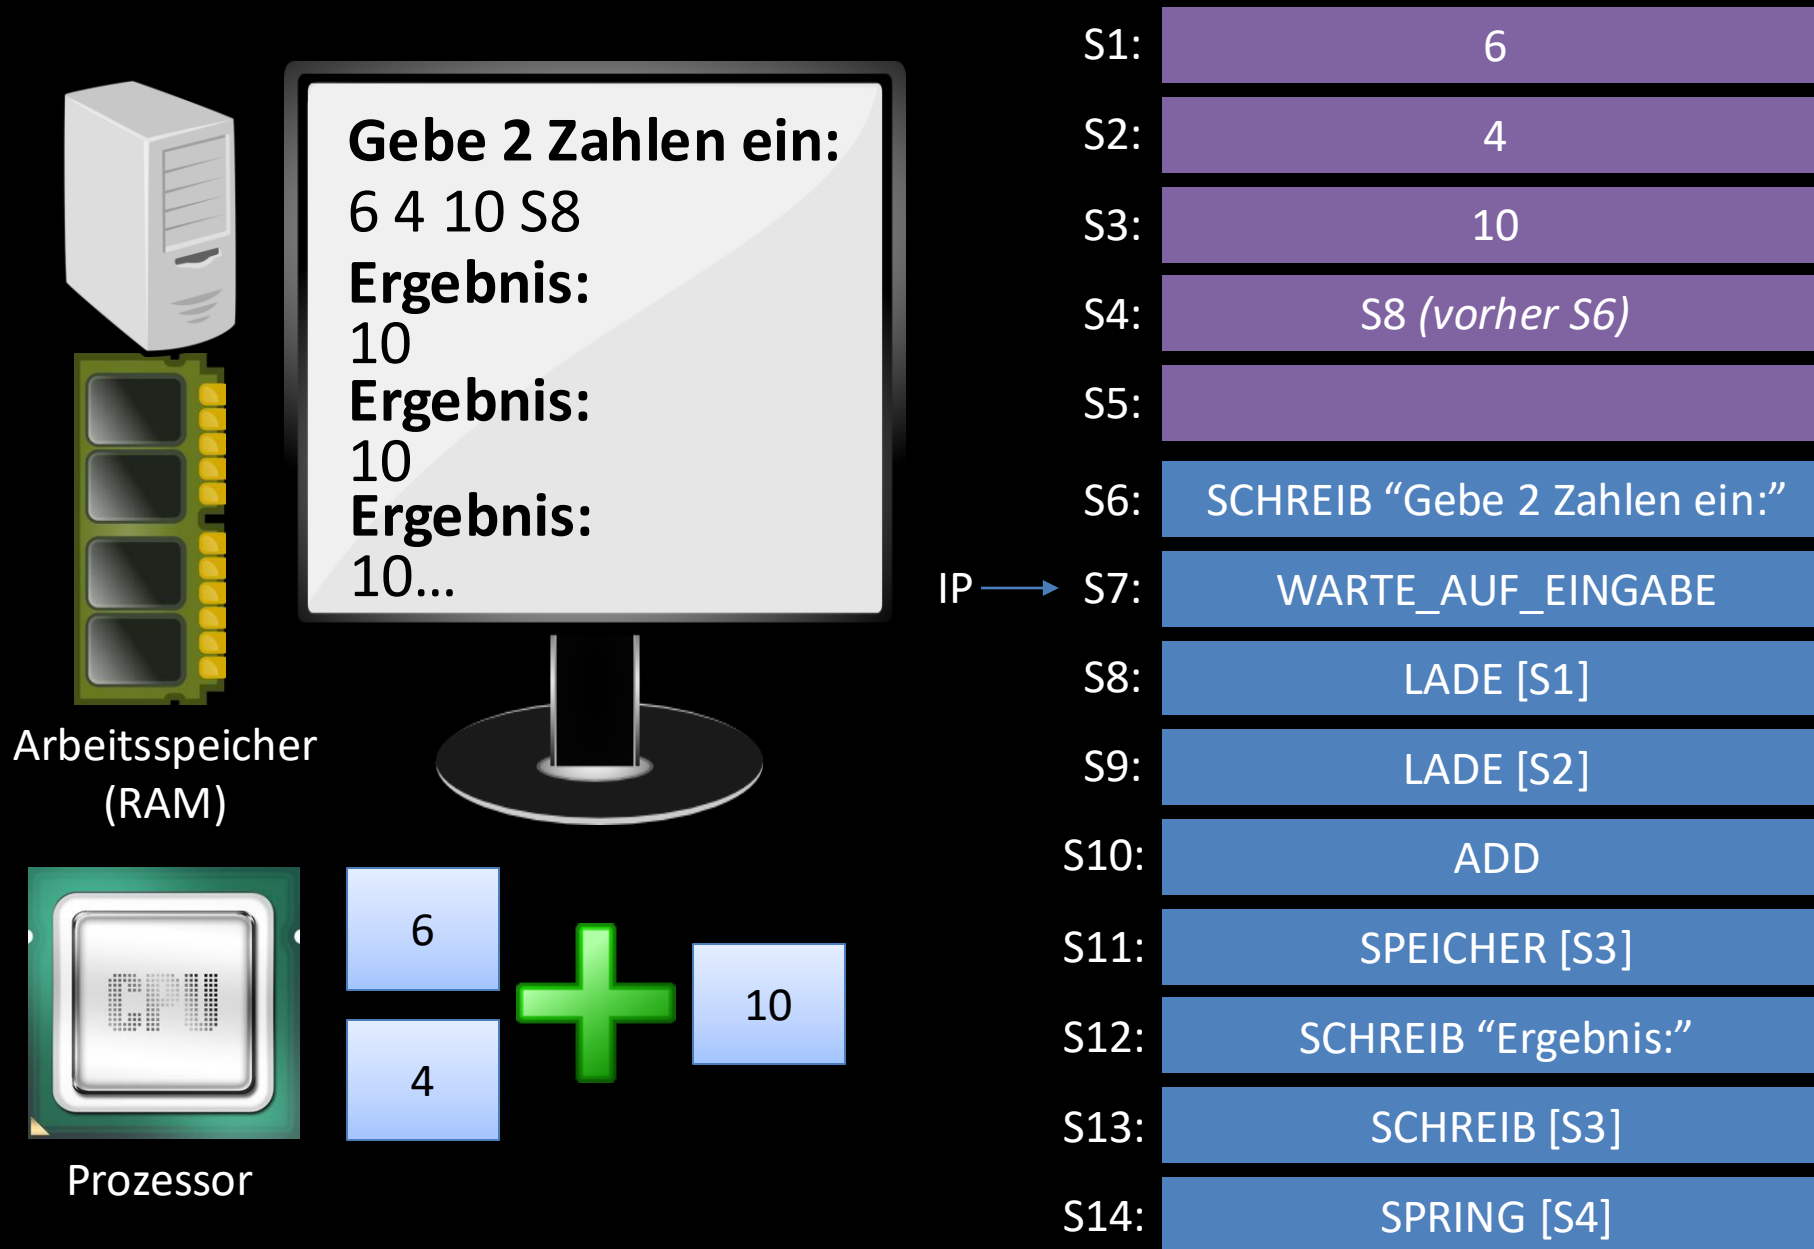 Gebe 2 Zahlen ein:
6 4 10 S8
Ergebnis:
10
Ergebnis:
10
Ergebnis:
10...
Arbeitsspeicher
(RAM)
CPU
Prozessor
6
4
10
IP
S1: 6
S2: 4
S3: 10
S4: S8 (vorher S6)
S5:
S6: SCHREIB “Gebe 2 Zahlen ein:”
S7: WARTE_AUF_EINGABE
S8: LADE [S1]
S9: LADE [S2]
S10: ADD
S11: SPEICHER [S3]
S12: SCHREIB “Ergebnis:”
S13: SCHREIB [S3]
S14: SPRING [S4]